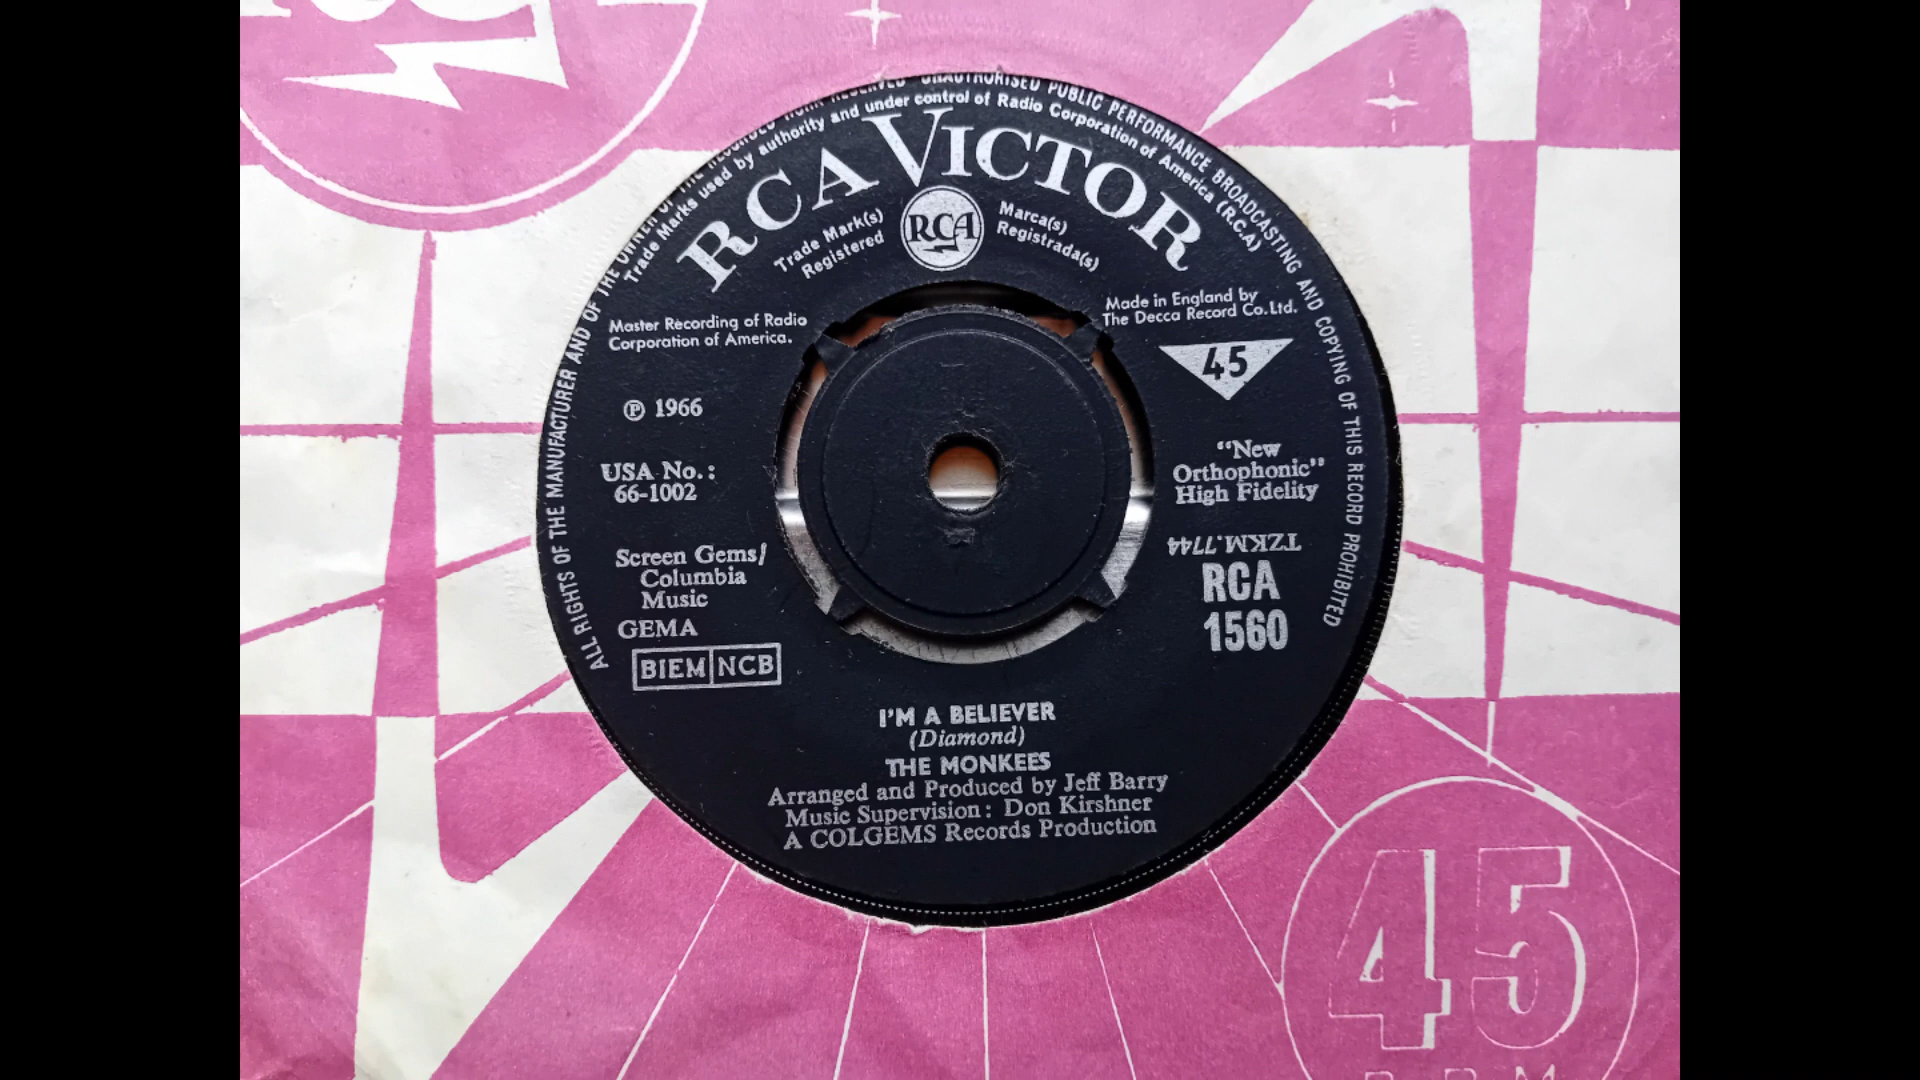 ALL RIGHTS OF THE MANUFACTURER AND OF THE OWNER OF THE RECORDED WORK RESERVED UNAUTHORISED PUBLIC PERFORMANCE BROADCASTING AND COPYING OF THIS RECORD PROHIBITED
Trade Marks used by authority and under control of Radio Corporation of America (R.C.A)
RCA VICTOR
Trade Mark(s)
Registered
RCA
Marca(s)
Registrada(s)
Master Recording of Radio
Corporation of America.
Made in England by
The Decca Record Co. Ltd.
45
℗ 1966
"New
Orthophonic"
High Fidelity
USA No.:
66-1002
TZKM.7744
RCA
1560
Screen Gems/
Columbia
Music
GEMA
BIEM NCB
I'M A BELIEVER
(Diamond)
THE MONKEES
Arranged and Produced by Jeff Barry
Music Supervision: Don Kirshner
A COLGEMS Records Production
45